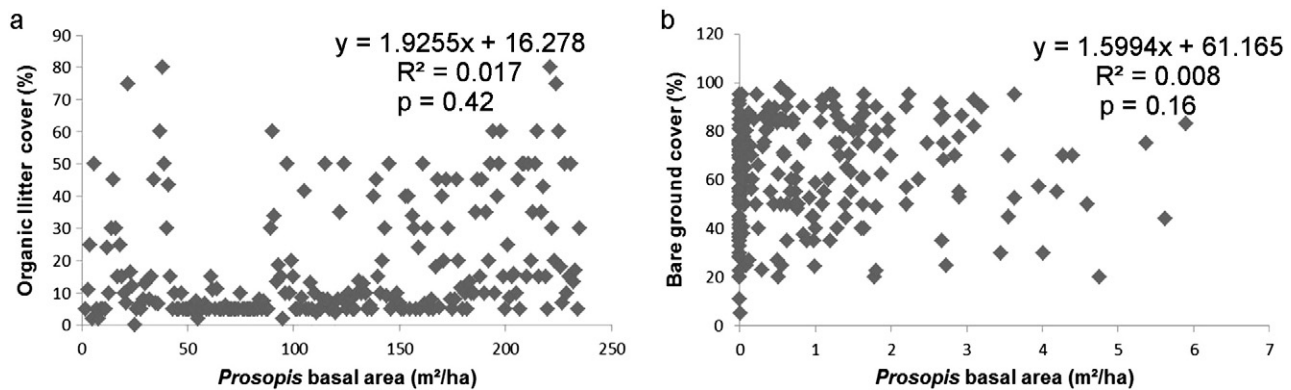 a
y = 1.9255x + 16.278
R² = 0.017
p = 0.42
Organic llitter cover (%)
90
80
70
60
50
40
30
20
10
0
0 50 100 150 200 250
Prosopis basal area (m²/ha)
b
y = 1.5994x + 61.165
R² = 0.008
p = 0.16
Bare ground cover (%)
120
100
80
60
40
20
0
0 1 2 3 4 5 6 7
Prosopis basal area (m²/ha)